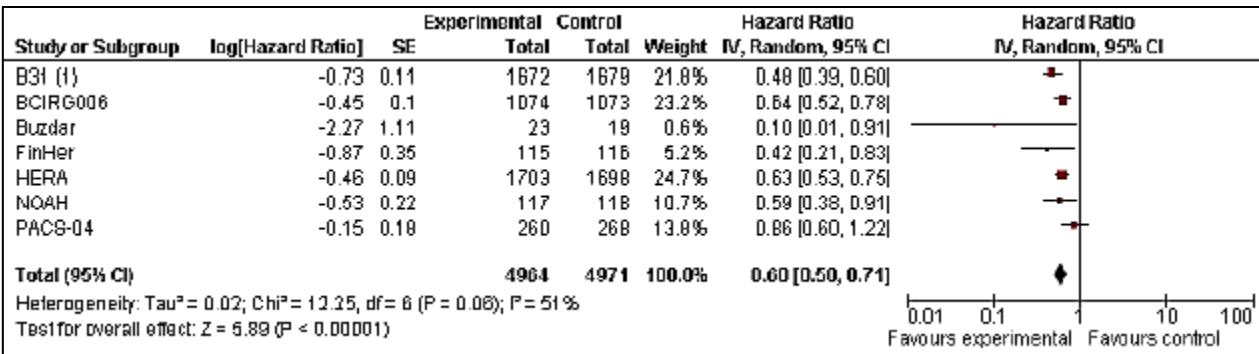 Experimental Control Hazard Ratio Hazard Ratio
Study or Subgroup log[Hazard Ratio] SE Total Total Weight IV, Random, 95% CI IV, Random, 95% CI
B31 (1) -0.73 0.11 1672 1679 21.8% 0.48 [0.39, 0.60]
BCIRG006 -0.45 0.1 1074 1073 23.2% 0.64 [0.52, 0.78]
Buzdar -2.27 1.11 23 19 0.6% 0.10 [0.01, 0.91]
FinHer -0.87 0.35 115 116 5.2% 0.42 [0.21, 0.83]
HERA -0.46 0.09 1703 1698 24.7% 0.63 [0.53, 0.75]
NOAH -0.53 0.22 117 118 10.7% 0.59 [0.38, 0.91]
PACS-04 -0.15 0.18 260 268 13.8% 0.86 [0.60, 1.22]
Total (95% CI) 4964 4971 100.0% 0.60 [0.50, 0.71]
Heterogeneity: Tau² = 0.02; Chi² = 12.25, df = 6 (P = 0.06); I² = 51%
Test for overall effect: Z = 5.89 (P < 0.00001)
0.01 0.1 1 10 100
Favours experimental Favours control